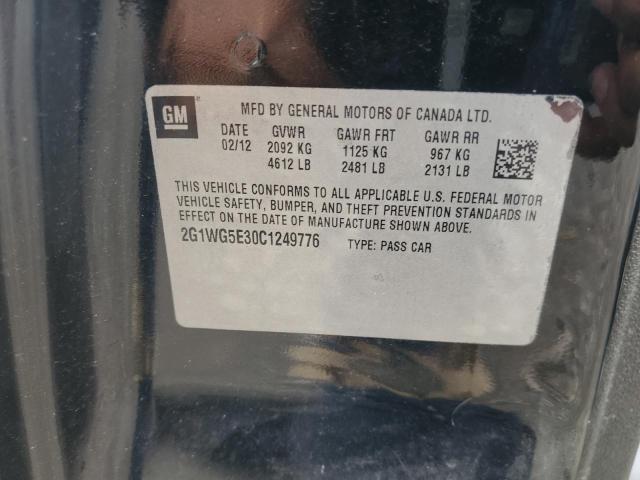 GM
MFD BY GENERAL MOTORS OF CANADA LTD.
DATE GVWR GAWR FRT GAWR RR
02/12 2092 KG 1125 KG 967 KG
4612 LB 2481 LB 2131 LB
THIS VEHICLE CONFORMS TO ALL APPLICABLE U.S. FEDERAL MOTOR
VEHICLE SAFETY, BUMPER, AND THEFT PREVENTION STANDARDS IN
EFFECT ON THE DATE OF MANUFACTURE SHOWN ABOVE.
2G1WG5E30C1249776 TYPE: PASS CAR